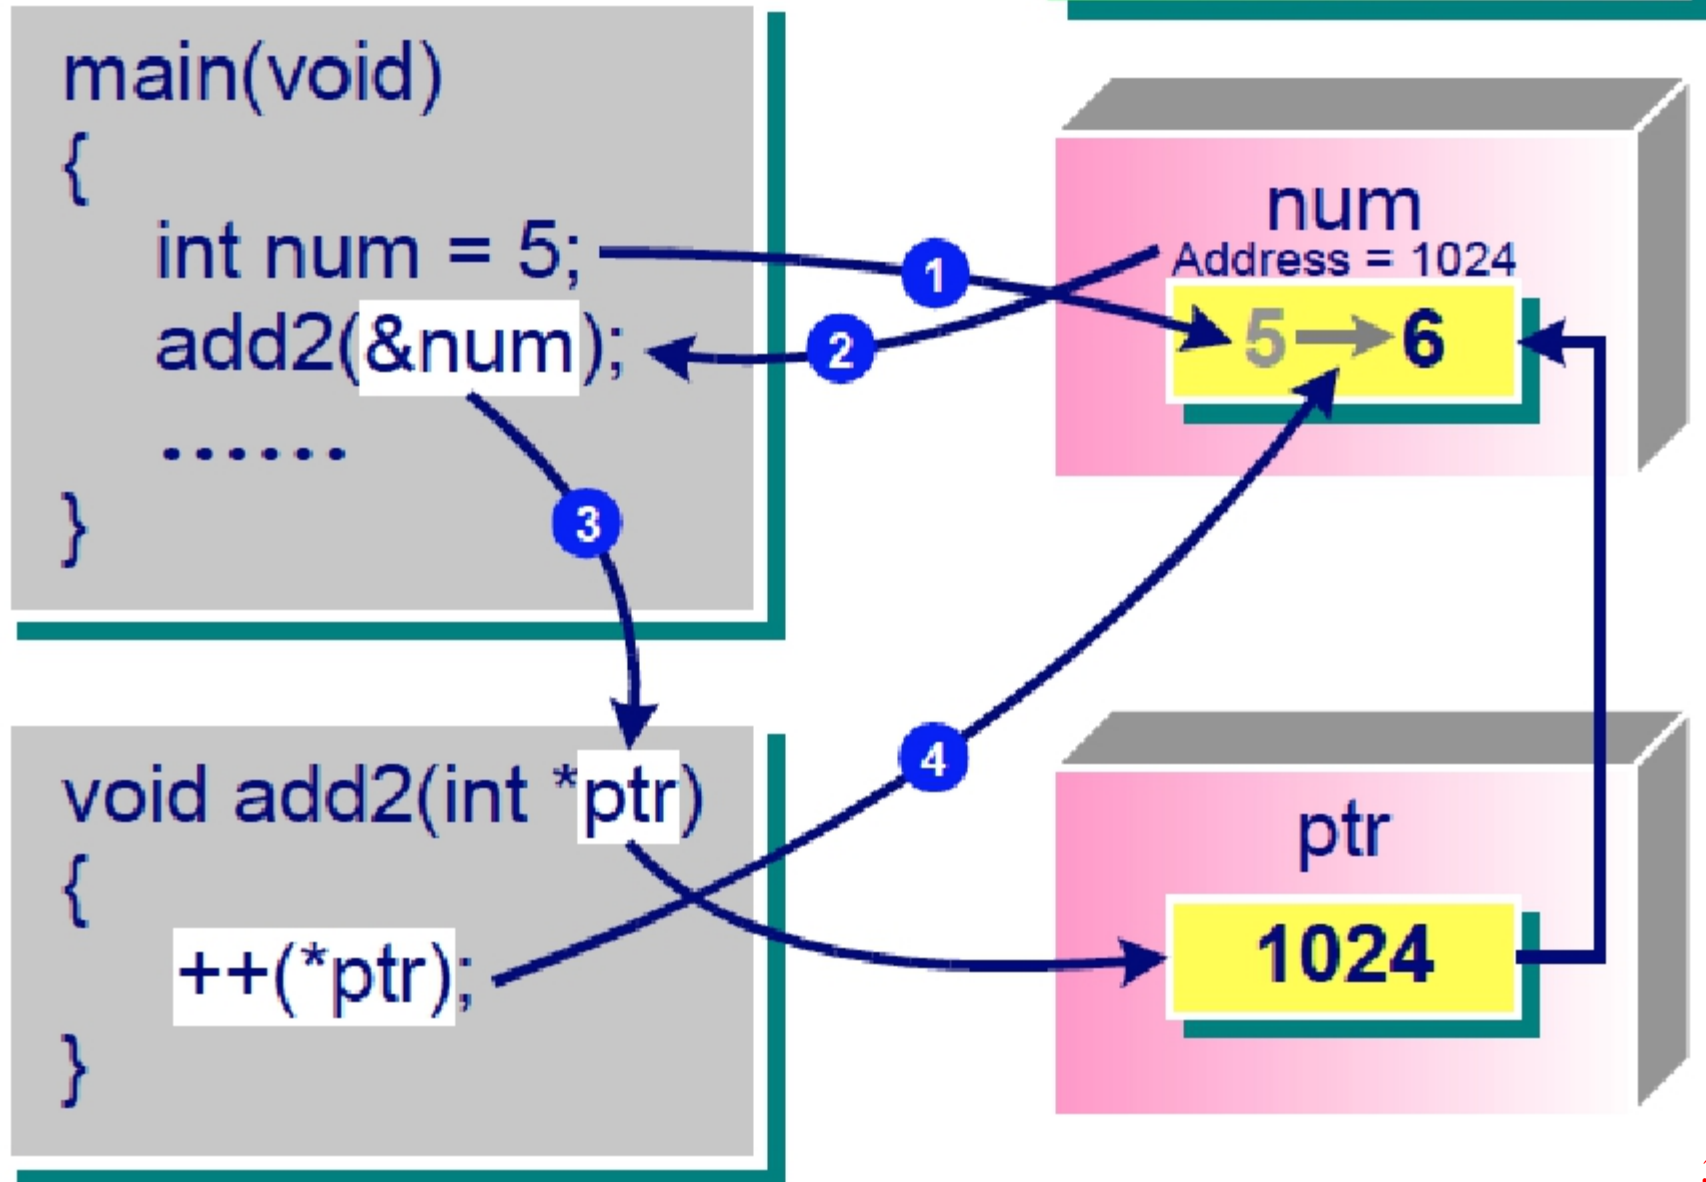 main(void)
{
int num = 5;
add2(&num);
......
}
1
2
3
num
Address = 1024
5 6
void add2(int *ptr)
{
++(*ptr);
}
4
ptr
1024